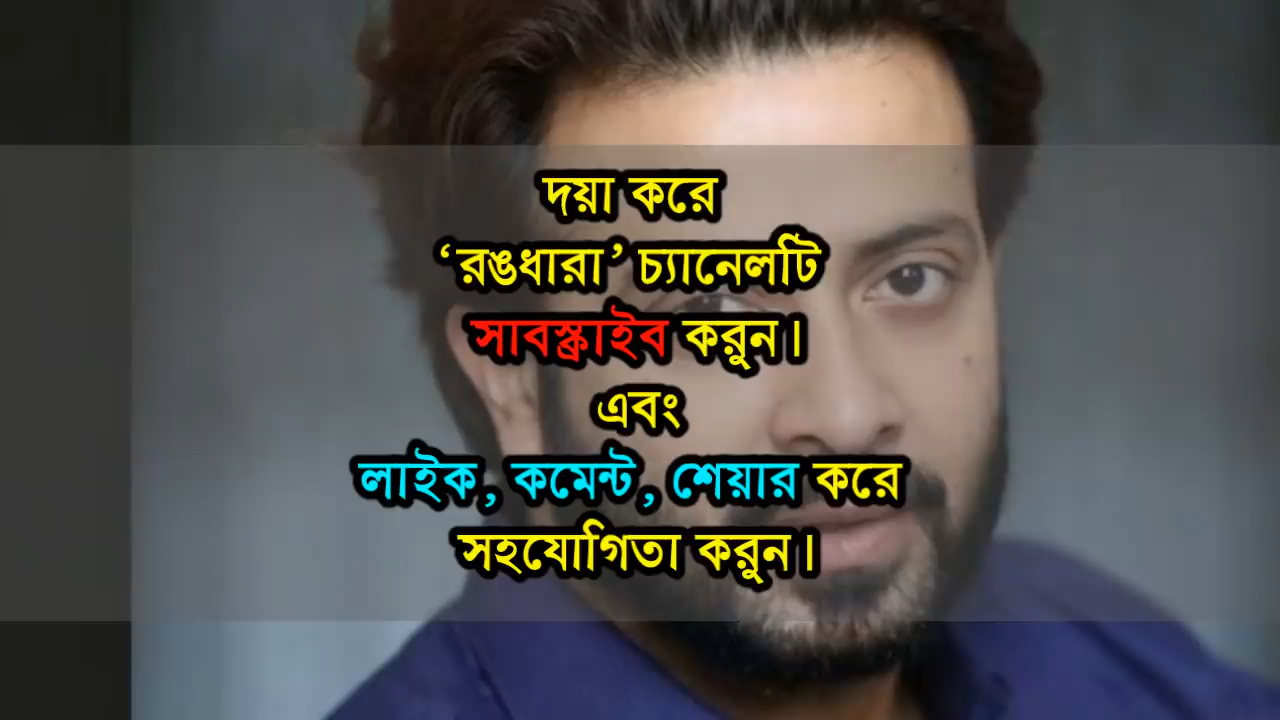 দয়া করে
‘রঙধারা’ চ্যানেলটি
সাবস্ক্রাইব করুন।
এবং
লাইক, কমেন্ট, শেয়ার করে
সহযোগিতা করুন।